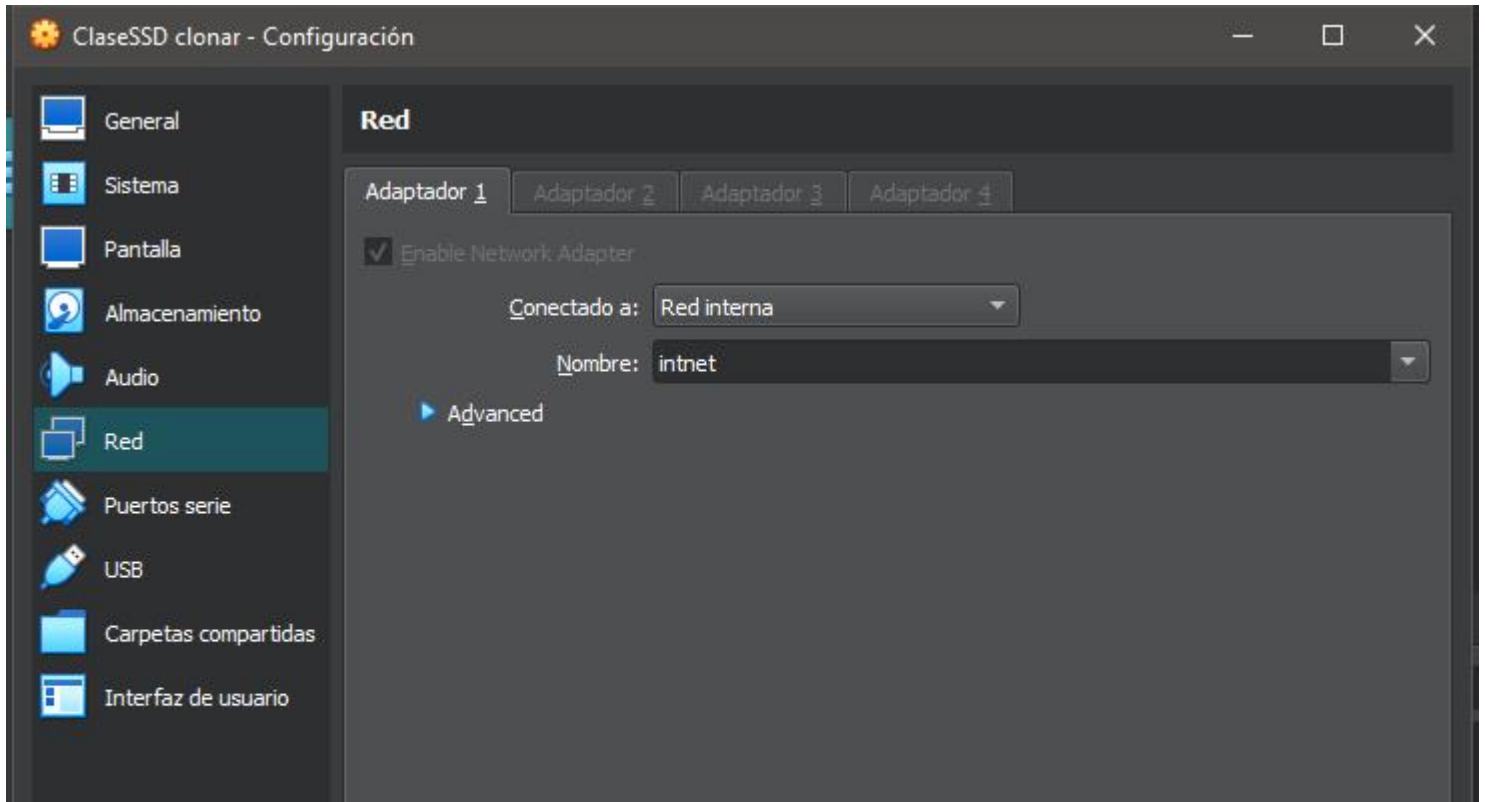 ClaseSSD clonar - Configuración
General
Sistema
Pantalla
Almacenamiento
Audio
Red
Puertos serie
USB
Carpetas compartidas
Interfaz de usuario
Red
Adaptador 1 Adaptador 2 Adaptador 3 Adaptador 4
Enable Network Adapter
Conectado a: Red interna
Nombre: intnet
Advanced